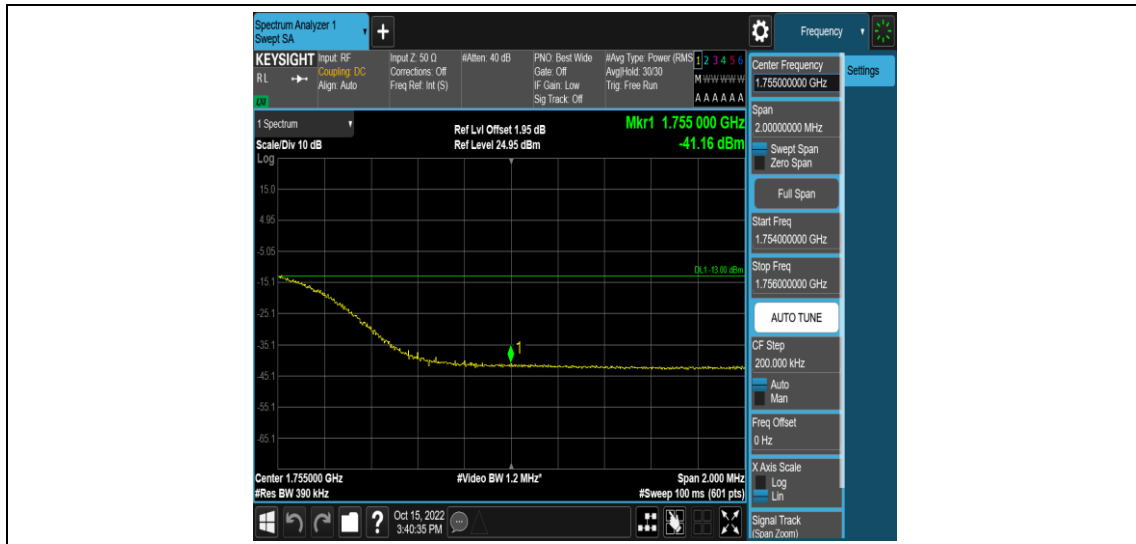 Spectrum Analyzer 1
Swept SA
+
Frequency
KEYSIGHT
RL
LXI
Input: RF
Coupling: DC
Align: Auto
Input Z: 50 Ω
Corrections: Off
Freq Ref: Int (S)
#Atten: 40 dB
PNO: Best Wide
Gate: Off
IF Gain: Low
Sig Track: Off
#Avg Type: Power (RMS
Avg|Hold: 30/30
Trig: Free Run
1 2 3 4 5 6
M W W W W W
A A A A A A
1 Spectrum
Scale/Div 10 dB
Log
Ref Lvl Offset 1.95 dB
Ref Level 24.95 dBm
Mkr1 1.755 000 GHz
-41.16 dBm
15.0
4.95
-5.05
-15.1
-25.1
-35.1
-45.1
-55.1
-65.1
DL1 -13.00 dBm
1
Center 1.755000 GHz
#Res BW 390 kHz
#Video BW 1.2 MHz*
Span 2.000 MHz
#Sweep 100 ms (601 pts)
?
Oct 15, 2022
3:40:35 PM
Center Frequency
1.755000000 GHz
Span
2.00000000 MHz
Swept Span
Zero Span
Full Span
Start Freq
1.754000000 GHz
Stop Freq
1.756000000 GHz
AUTO TUNE
CF Step
200.000 kHz
Auto
Man
Freq Offset
0 Hz
X Axis Scale
Log
Lin
Signal Track
(Span Zoom)
Settings